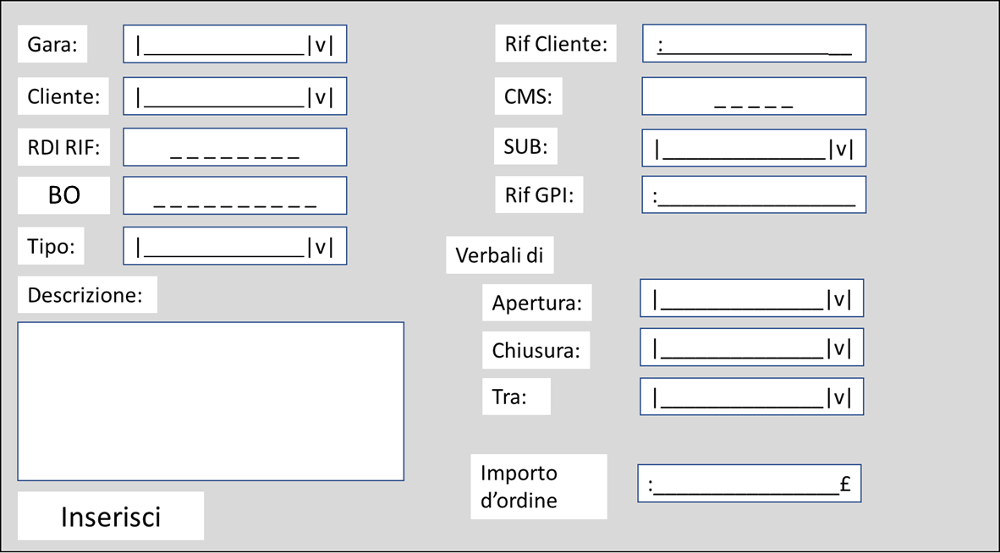 Gara: |______________|v|
Cliente: |______________|v|
RDI RIF: _ _ _ _ _ _ _ _
BO _ _ _ _ _ _ _ _ _ _
Tipo: |______________|v|
Descrizione:
Inserisci
Rif Cliente: :________________
CMS: _ _ _ _ _
SUB: |______________|v|
Rif GPI: :_________________
Verbali di
Apertura: |______________|v|
Chiusura: |______________|v|
Tra: |______________|v|
Importo
d’ordine :________________£